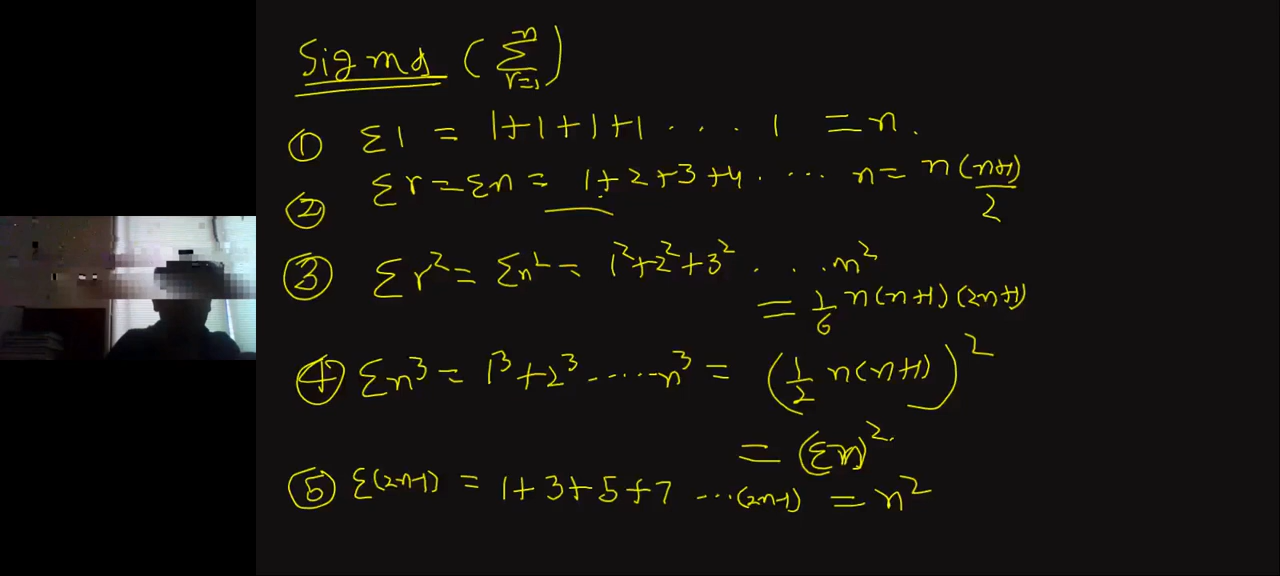 Sigma (∑_{r=1}^{n})
① Σ1 = 1+1+1+1 . . . . 1 = n.
② Σr = Σn = 1+2+3+4. ... n = n(n+1)/2
③ Σr² = Σn² = 1²+2²+3² . . ...n²
= 1/6 n(n+1)(2n+1)
④ Σn³ = 1³+2³ ......n³ = (1/2 n(n+1))²
= (Σn)².
⑤ Σ(2n-1) = 1+3+5+7 ...(2n-1) = n²